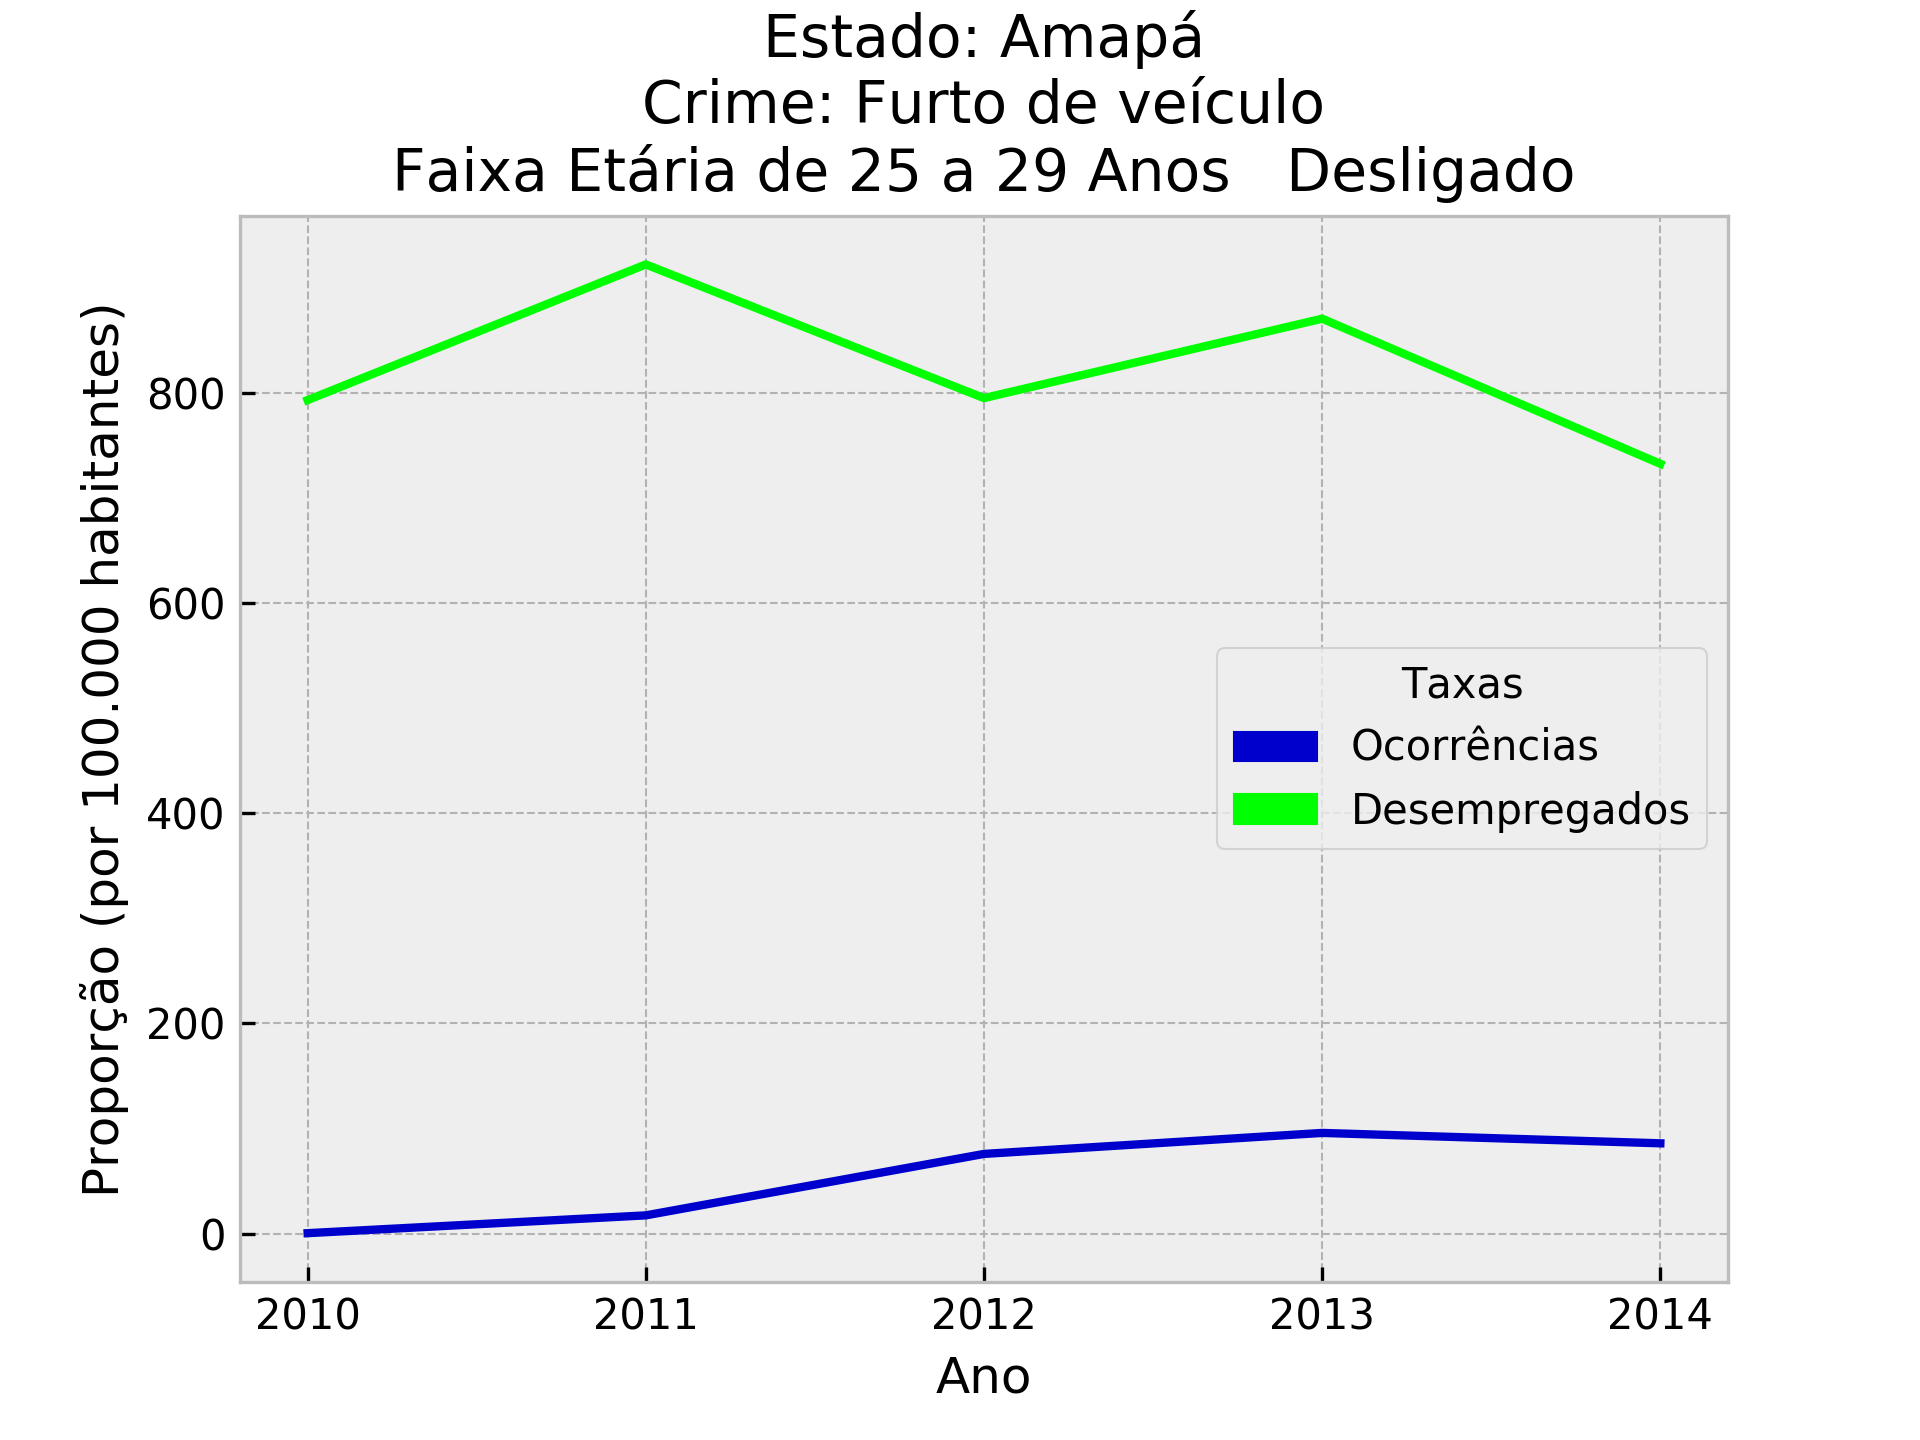 Estado: Amapá
Crime: Furto de veículo
Faixa Etária de 25 a 29 Anos   Desligado
Proporção (por 100.000 habitantes)
800
600
400
200
0
Taxas
Ocorrências
Desempregados
2010 2011 2012 2013 2014
Ano